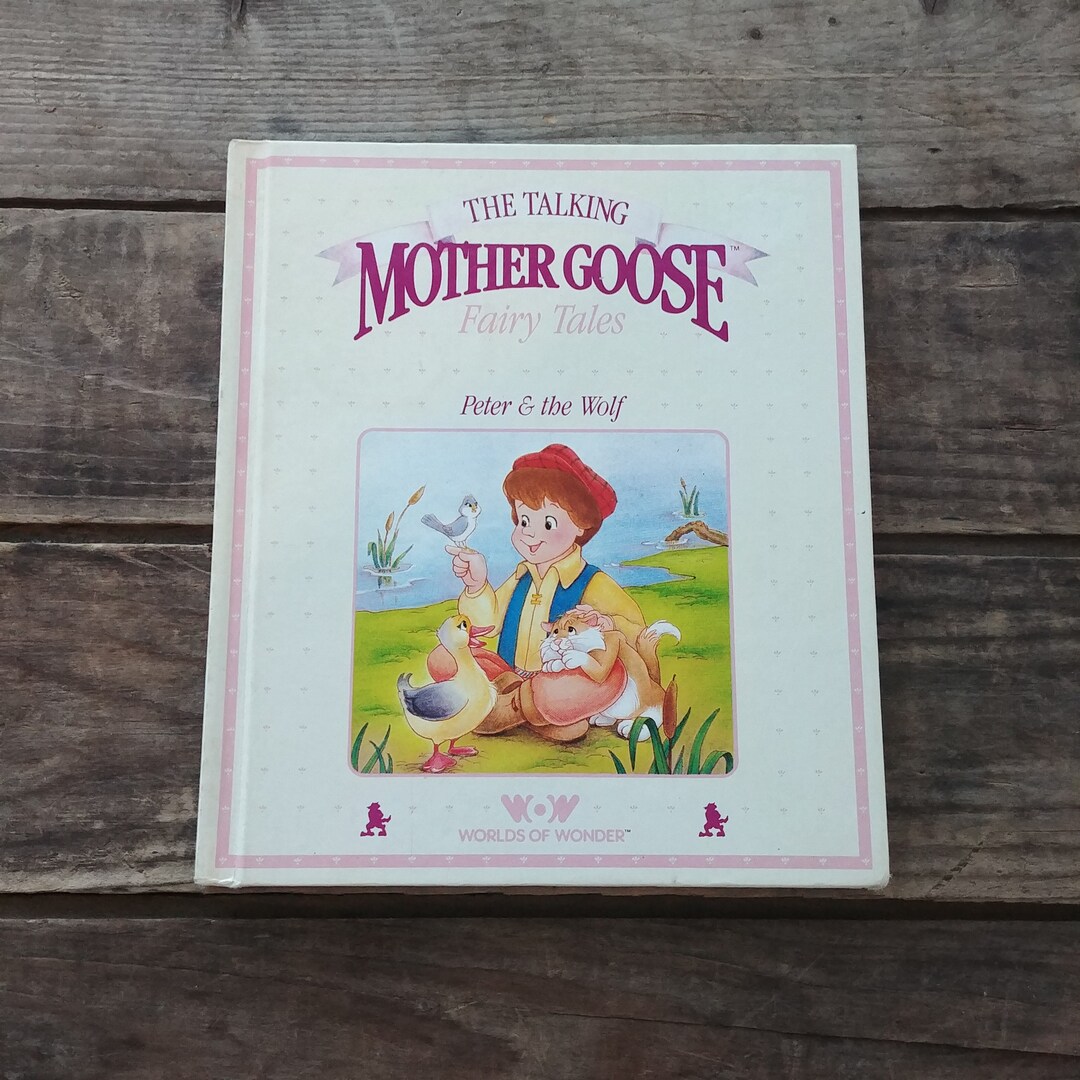 THE TALKING
MOTHER GOOSE™
Fairy Tales
Peter & the Wolf
WOW
WORLDS OF WONDER™